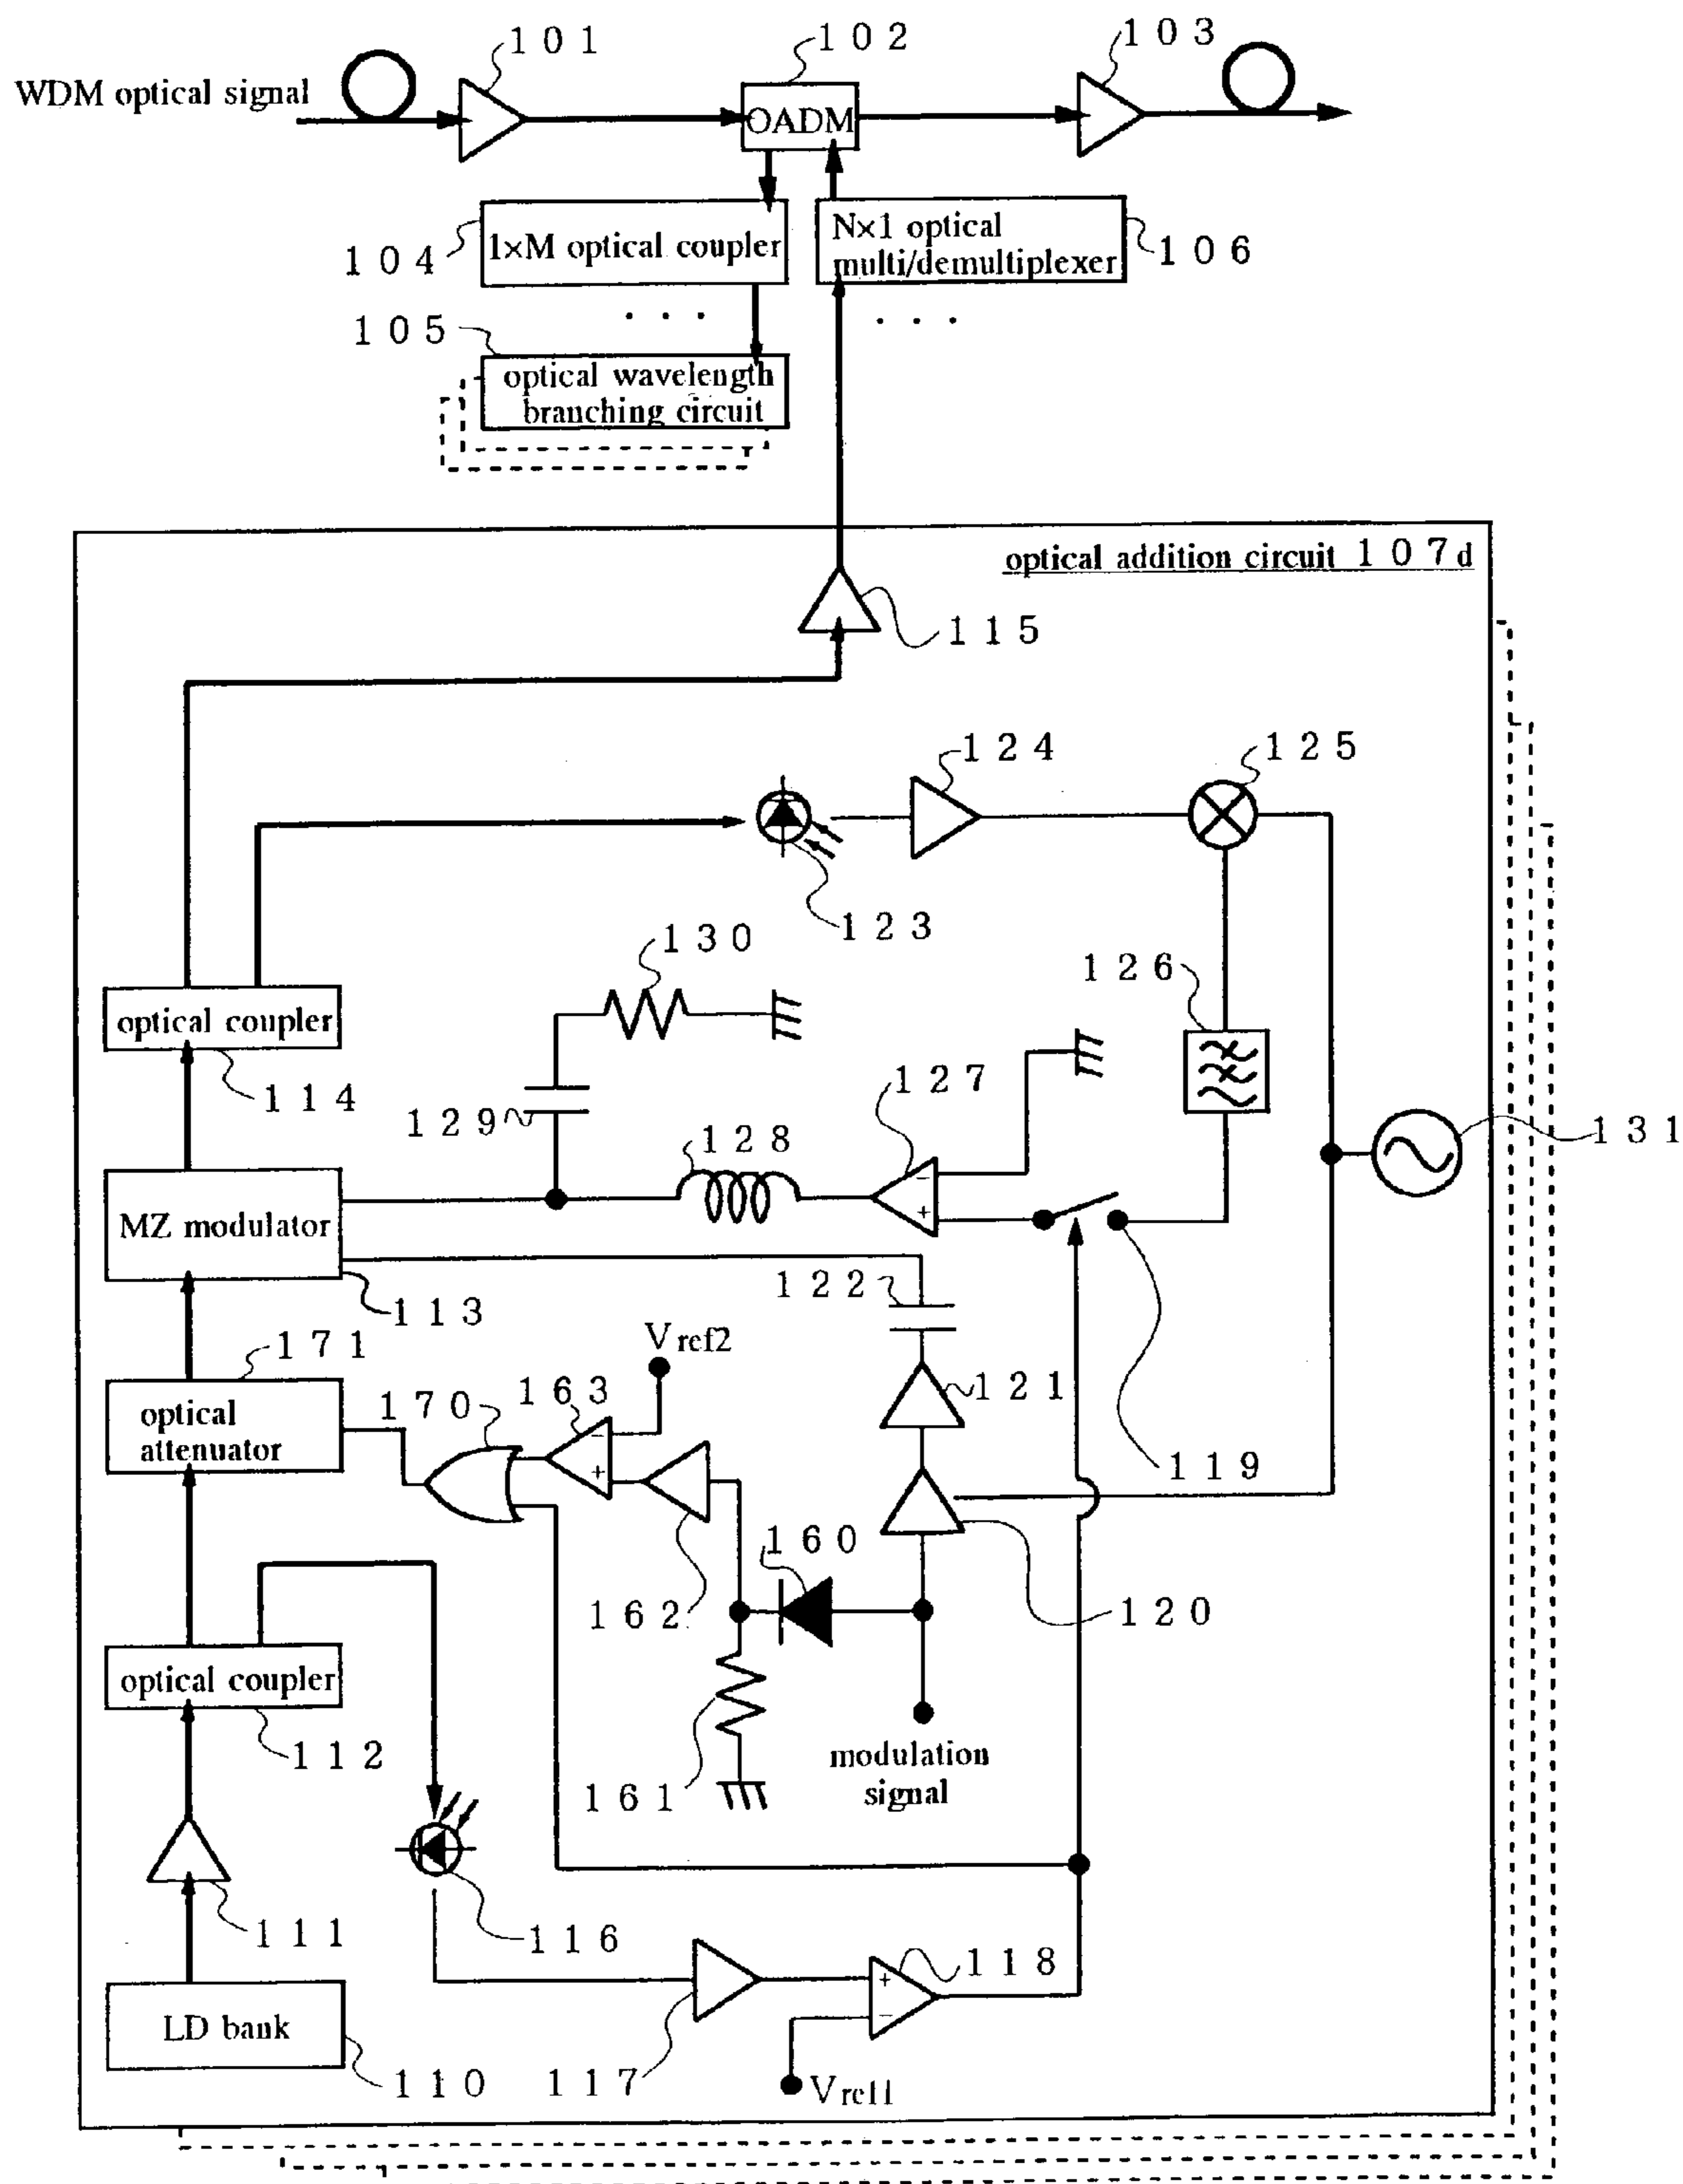 101
102
103
WDM optical signal
OADM
104
1×M optical coupler
N×1 optical
multi/demultiplexer
106
. . .
. . .
105
optical wavelength
branching circuit
optical addition circuit 107d
115
124
125
123
130
126
optical coupler
114
129
128
127
−
+
131
MZ modulator
113
122
171
Vref2
optical
attenuator
170
163
−
+
121
119
162
160
120
optical coupler
112
161
modulation
signal
111
116
117
118
+
−
LD bank
110
Vref1